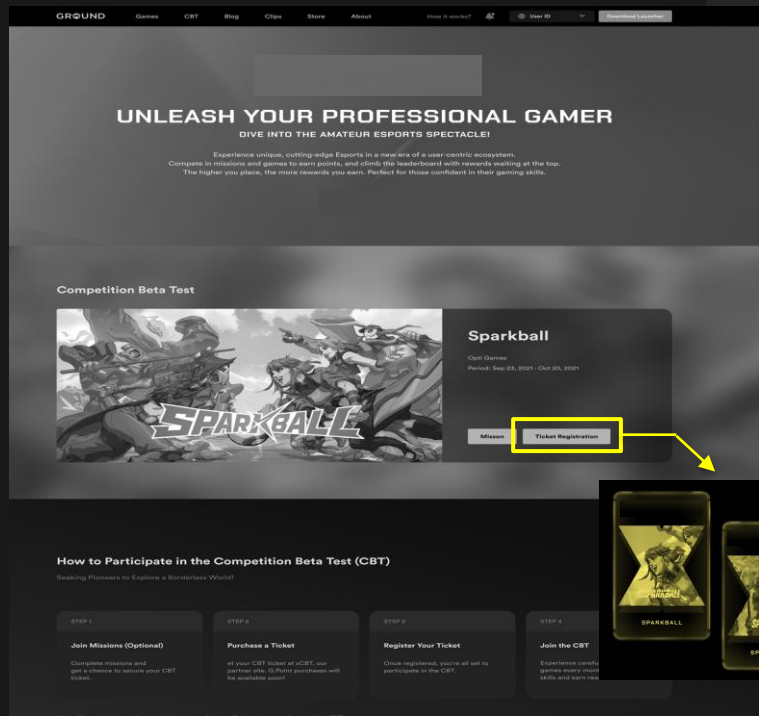 GROUND Games CBT Blog Clips Store About How it works? User ID Download Launcher
UNLEASH YOUR PROFESSIONAL GAMER
DIVE INTO THE AMATEUR ESPORTS SPECTACLE!
Experience unique, cutting-edge Esports in a new era of a user-centric ecosystem.
Compete in missions and games to earn points, and climb the leaderboard with rewards waiting at the top.
The higher you place, the more rewards you earn. Perfect for those confident in their gaming skills.
Competition Beta Test
SPARKBALL
Sparkball
Opti Games
Period: Sep 23, 2021 - Oct 20, 2021
Misson
Ticket Registration
SPARKBALL
SPARKBALL
How to Participate in the Competition Beta Test (CBT)
Seeking Pioneers to Explore a Borderless World!
STEP 1
Join Missions (Optional)
Complete missions and
get a chance to secure your CBT
ticket.
STEP 2
Purchase a Ticket
et your CBT ticket at xCBT, our
partner site. G.Point purchases will
be available soon!
STEP 3
Register Your Ticket
Once registered, you're all set to
participate in the CBT.
STEP 4
Join the CBT
Experience
games every
skills and earn